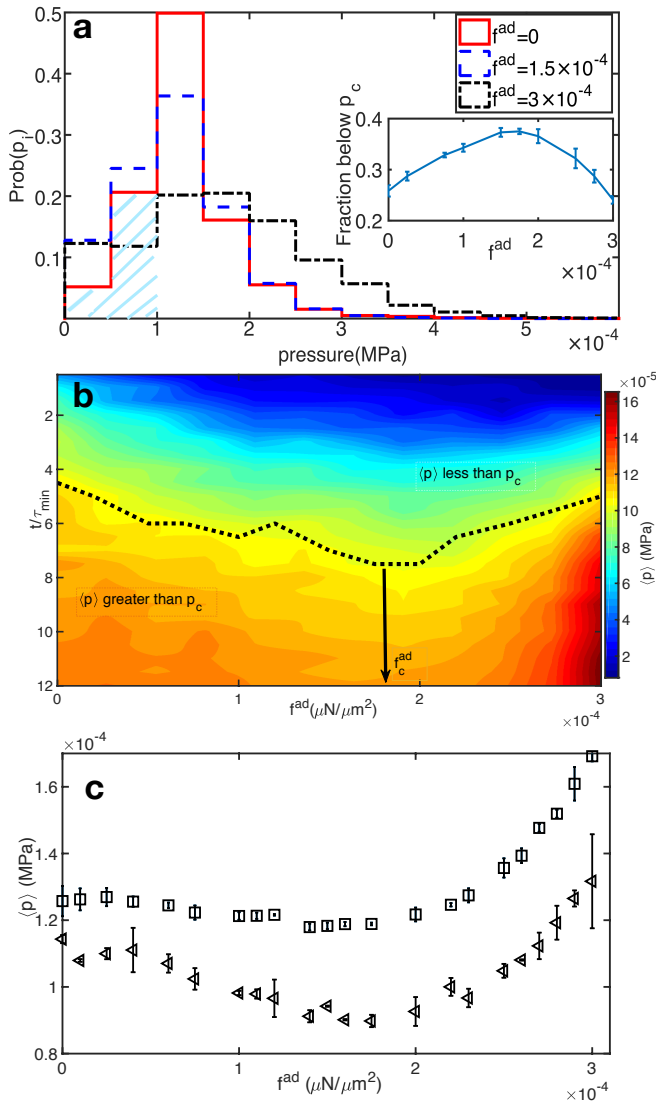 a
f^ad=0
f^ad=1.5×10^-4
f^ad=3×10^-4
0.5
0.4
0.3
0.2
0.1
Prob(p_i)
0 1 2 3 4 5
×10^-4
pressure(MPa)
Fraction below p_c
0.4
0.3
0.2
0 1 2 3
f^ad
×10^-4
b
2
4
6
8
10
12
t/τ_min
⟨p⟩ less than p_c
⟨p⟩ greater than p_c
f_c^ad
0 1 2 3
f^ad(μN/μm^2)
×10^-4
×10^-5
16
14
12
10
8
6
4
2
⟨p⟩ (MPa)
×10^-4
c
1.6
1.4
1.2
1
0.8
⟨p⟩ (MPa)
0 1 2 3
f^ad (μN/μm^2)
×10^-4